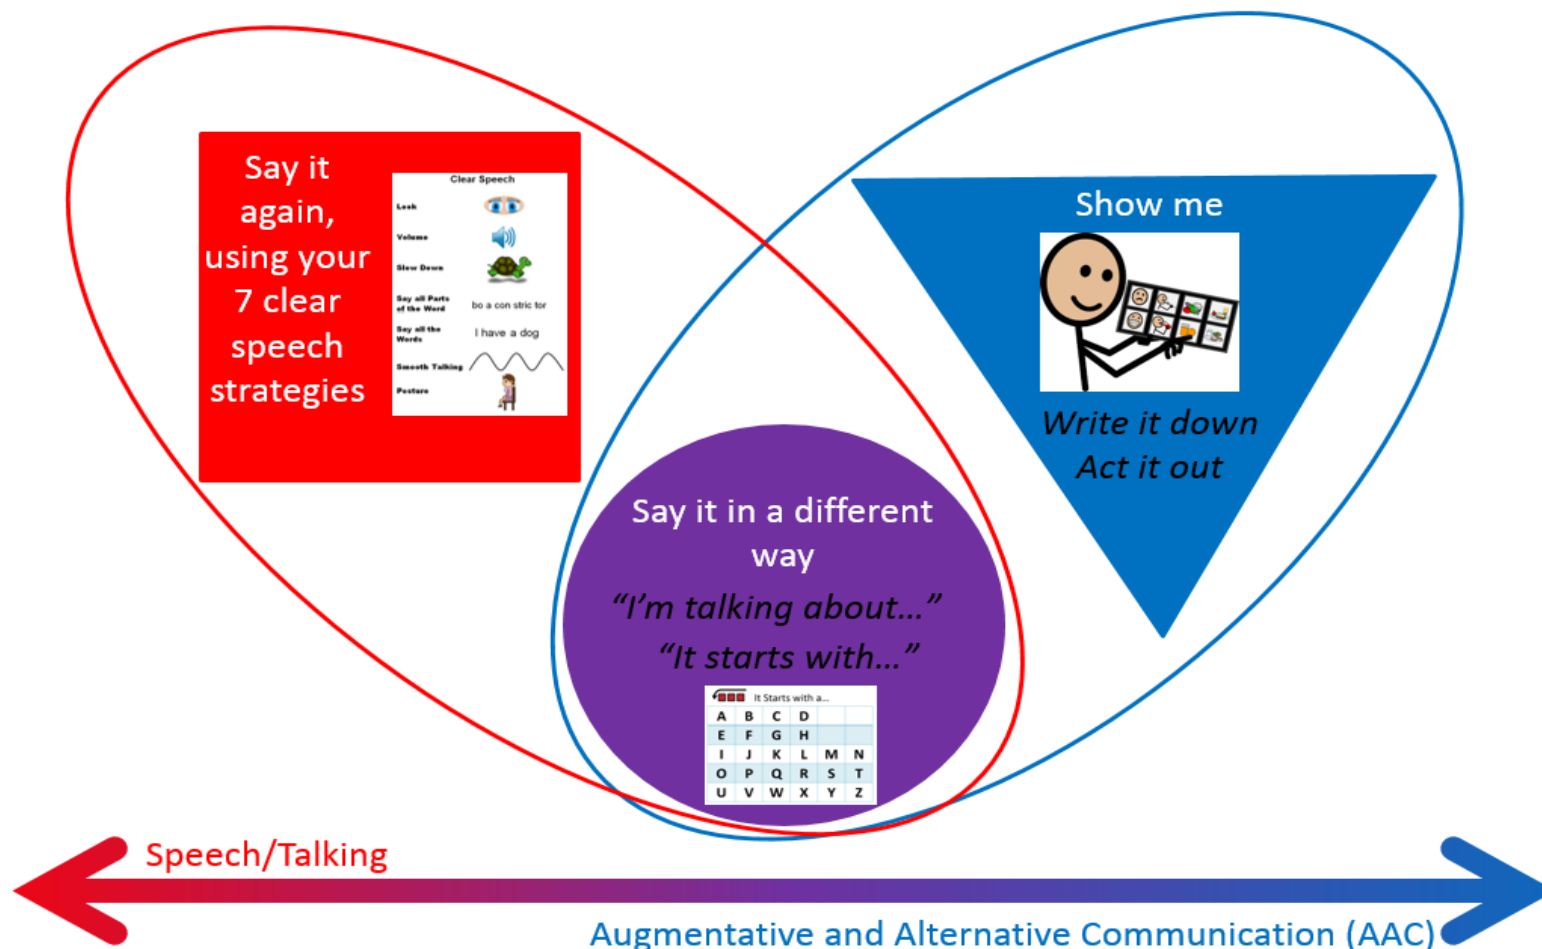 Say it
again,
using your
7 clear
speech
strategies
Clear Speech
Look
Volume
Slow Down
Say all Parts
of the Word
bo a con stric tor
Say all the
Words
I have a dog
Smooth Talking
Posture
Show me
Write it down
Act it out
Say it in a different
way
“I’m talking about...”
“It starts with...”
It Starts with a...
A B C D
E F G H
I J K L M N
O P Q R S T
U V W X Y Z
Speech/Talking
Augmentative and Alternative Communication (AAC)